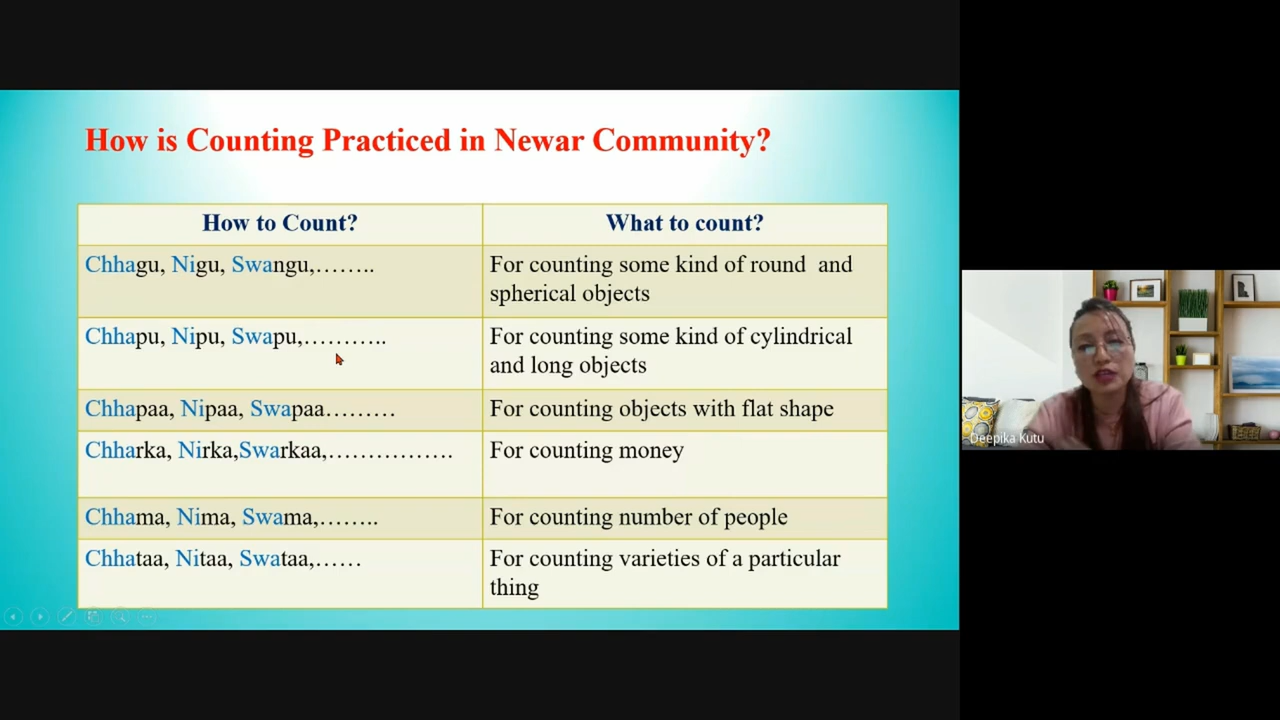 How is Counting Practiced in Newar Community?
How to Count?
What to count?
Chhagu, Nigu, Swangu,........
For counting some kind of round and
spherical objects
Chhapu, Nipu, Swapu,...........
For counting some kind of cylindrical
and long objects
Chhapaa, Nipaa, Swapaa.........
For counting objects with flat shape
Chharka, Nirka,Swarkaa,................
For counting money
Chhama, Nima, Swama,........
For counting number of people
Chhataa, Nitaa, Swataa,......
For counting varieties of a particular
thing
Deepika Kutu